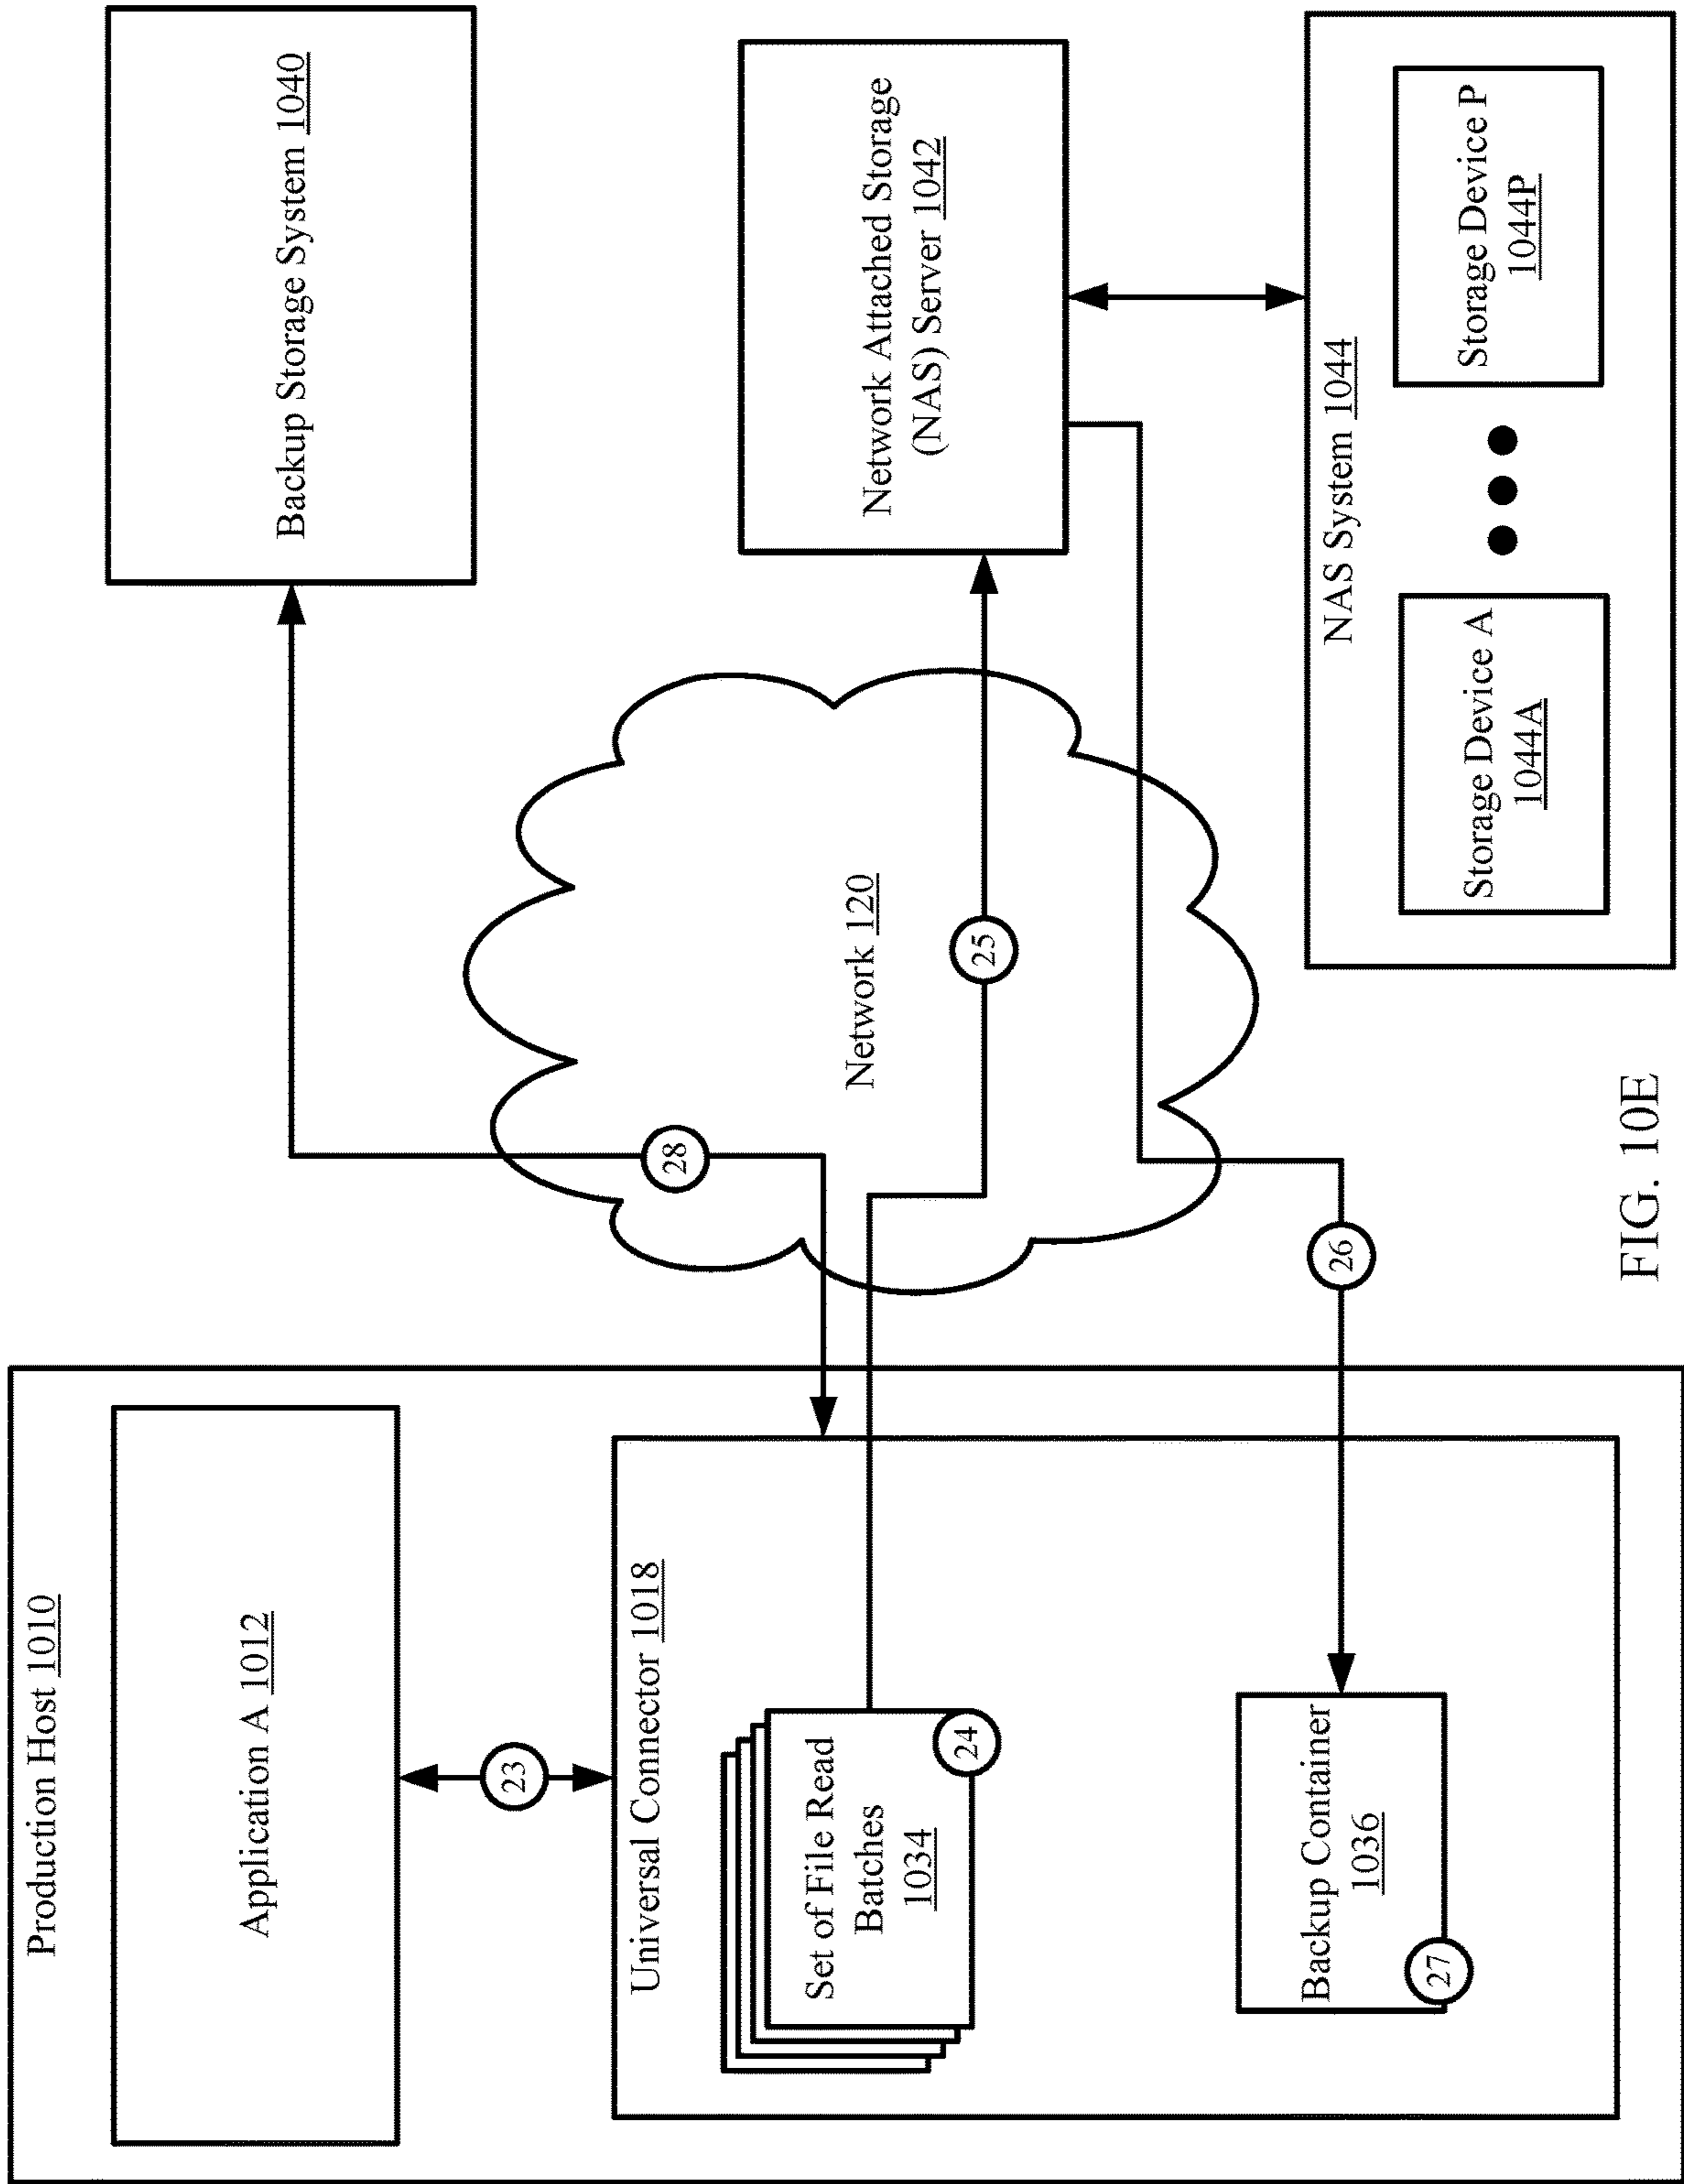 Production Host 1010
Application A 1012
23
Universal Connector 1018
Set of File Read
Batches
1034
24
Backup Container
1036
27
28
Network 120
25
26
Backup Storage System 1040
Network Attached Storage
(NAS) Server 1042
NAS System 1044
Storage Device A
1044A
Storage Device P
1044P
FIG. 10E